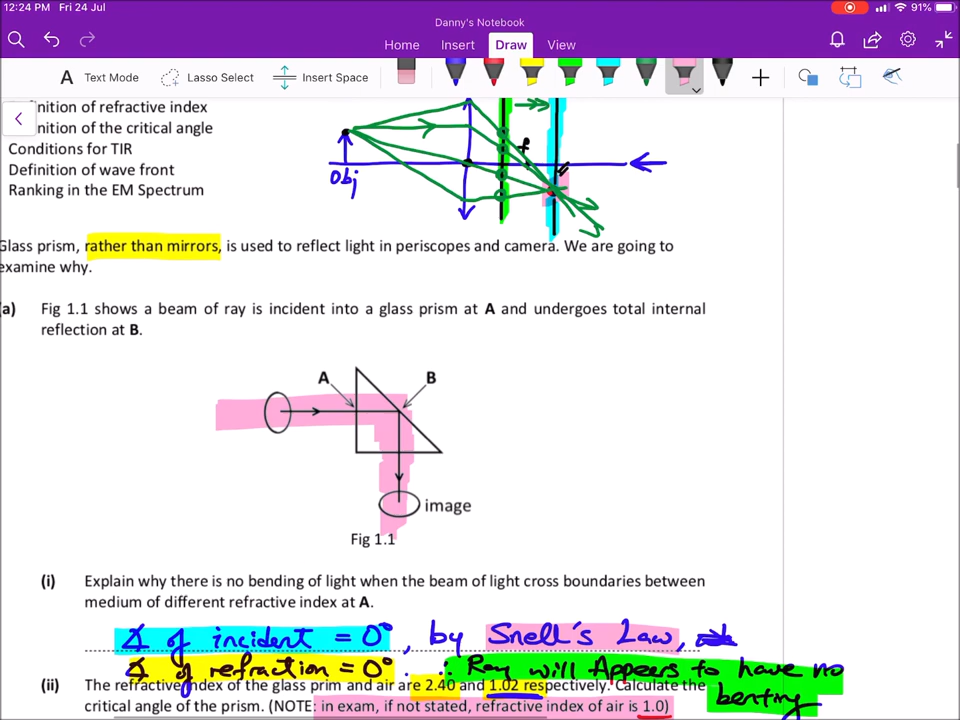 12:24 PM Fri 24 Jul
91%
Danny's Notebook
Home Insert Draw View
Text Mode Lasso Select Insert Space
nition of refractive index
nition of the critical angle
Conditions for TIR
Definition of wave front
Ranking in the EM Spectrum
Obj
f
Glass prism, rather than mirrors, is used to reflect light in periscopes and camera. We are going to
examine why.
(a) Fig 1.1 shows a beam of ray is incident into a glass prism at A and undergoes total internal
reflection at B.
A B
image
Fig 1.1
(i) Explain why there is no bending of light when the beam of light cross boundaries between
medium of different refractive index at A.
∡ of incident = 0°, by Snell's Law,
∡ of refraction = 0°. ∴ Ray will Appears to have no
benting
(ii) The refractive index of the glass prim and air are 2.40 and 1.02 respectively. Calculate the
critical angle of the prism. (NOTE: in exam, if not stated, refractive index of air is 1.0)